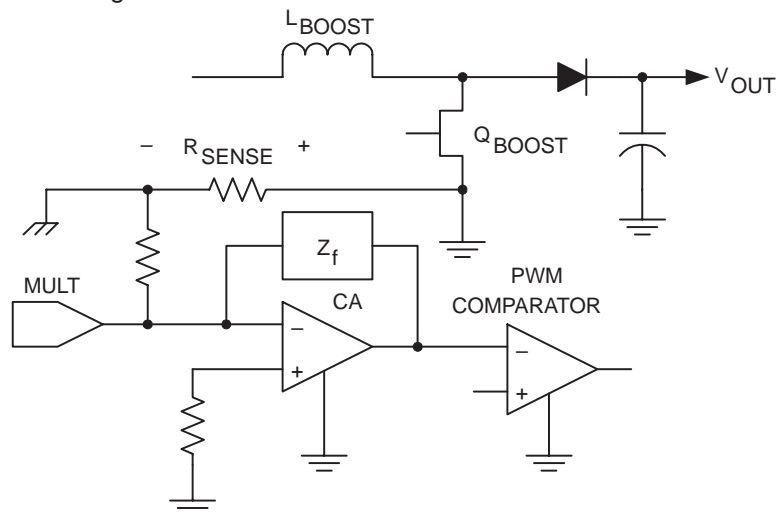 L BOOST
V OUT
Q BOOST
– R SENSE +
Z f
MULT
CA
PWM
COMPARATOR
–
+
–
+